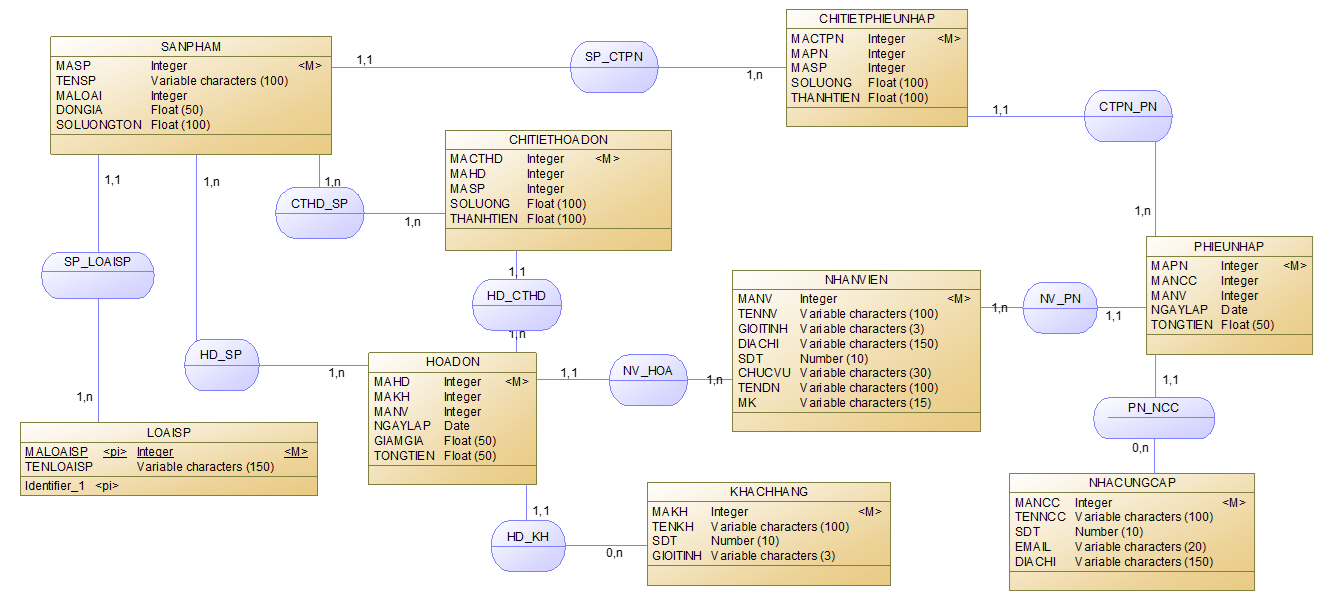 SANPHAM
MASP Integer <M>
TENSP Variable characters (100)
MALOAI Integer
DONGIA Float (50)
SOLUONGTON Float (100)
1,1
SP_CTPN
1,n
CHITIETPHIEUNHAP
MACTPN Integer <M>
MAPN Integer
MASP Integer
SOLUONG Float (100)
THANHTIEN Float (100)
1,1
CTPN_PN
1,n
CHITIETHOADON
MACTHD Integer <M>
MAHD Integer
MASP Integer
SOLUONG Float (100)
THANHTIEN Float (100)
1,1
1,n
1,n
CTHD_SP
1,n
SP_LOAISP
1,n
1,1
HD_CTHD
1,n
HD_SP
1,n
PHIEUNHAP
MAPN Integer <M>
MANCC Integer
MANV Integer
NGAYLAP Date
TONGTIEN Float (50)
NHANVIEN
MANV Integer <M>
TENNV Variable characters (100)
GIOITINH Variable characters (3)
DIACHI Variable characters (150)
SDT Number (10)
CHUCVU Variable characters (30)
TENDN Variable characters (100)
MK Variable characters (15)
1,n
NV_PN
1,1
HOADON
MAHD Integer <M>
MAKH Integer
MANV Integer
NGAYLAP Date
GIAMGIA Float (50)
TONGTIEN Float (50)
1,1
NV_HOA
1,n
1,1
PN_NCC
0,n
LOAISP
MALOAISP <pi> Integer <M>
TENLOAISP Variable characters (150)
Identifier_1 <pi>
1,1
HD_KH
0,n
KHACHHANG
MAKH Integer <M>
TENKH Variable characters (100)
SDT Number (10)
GIOITINH Variable characters (3)
NHACUNGCAP
MANCC Integer <M>
TENNCC Variable characters (100)
SDT Number (10)
EMAIL Variable characters (20)
DIACHI Variable characters (150)